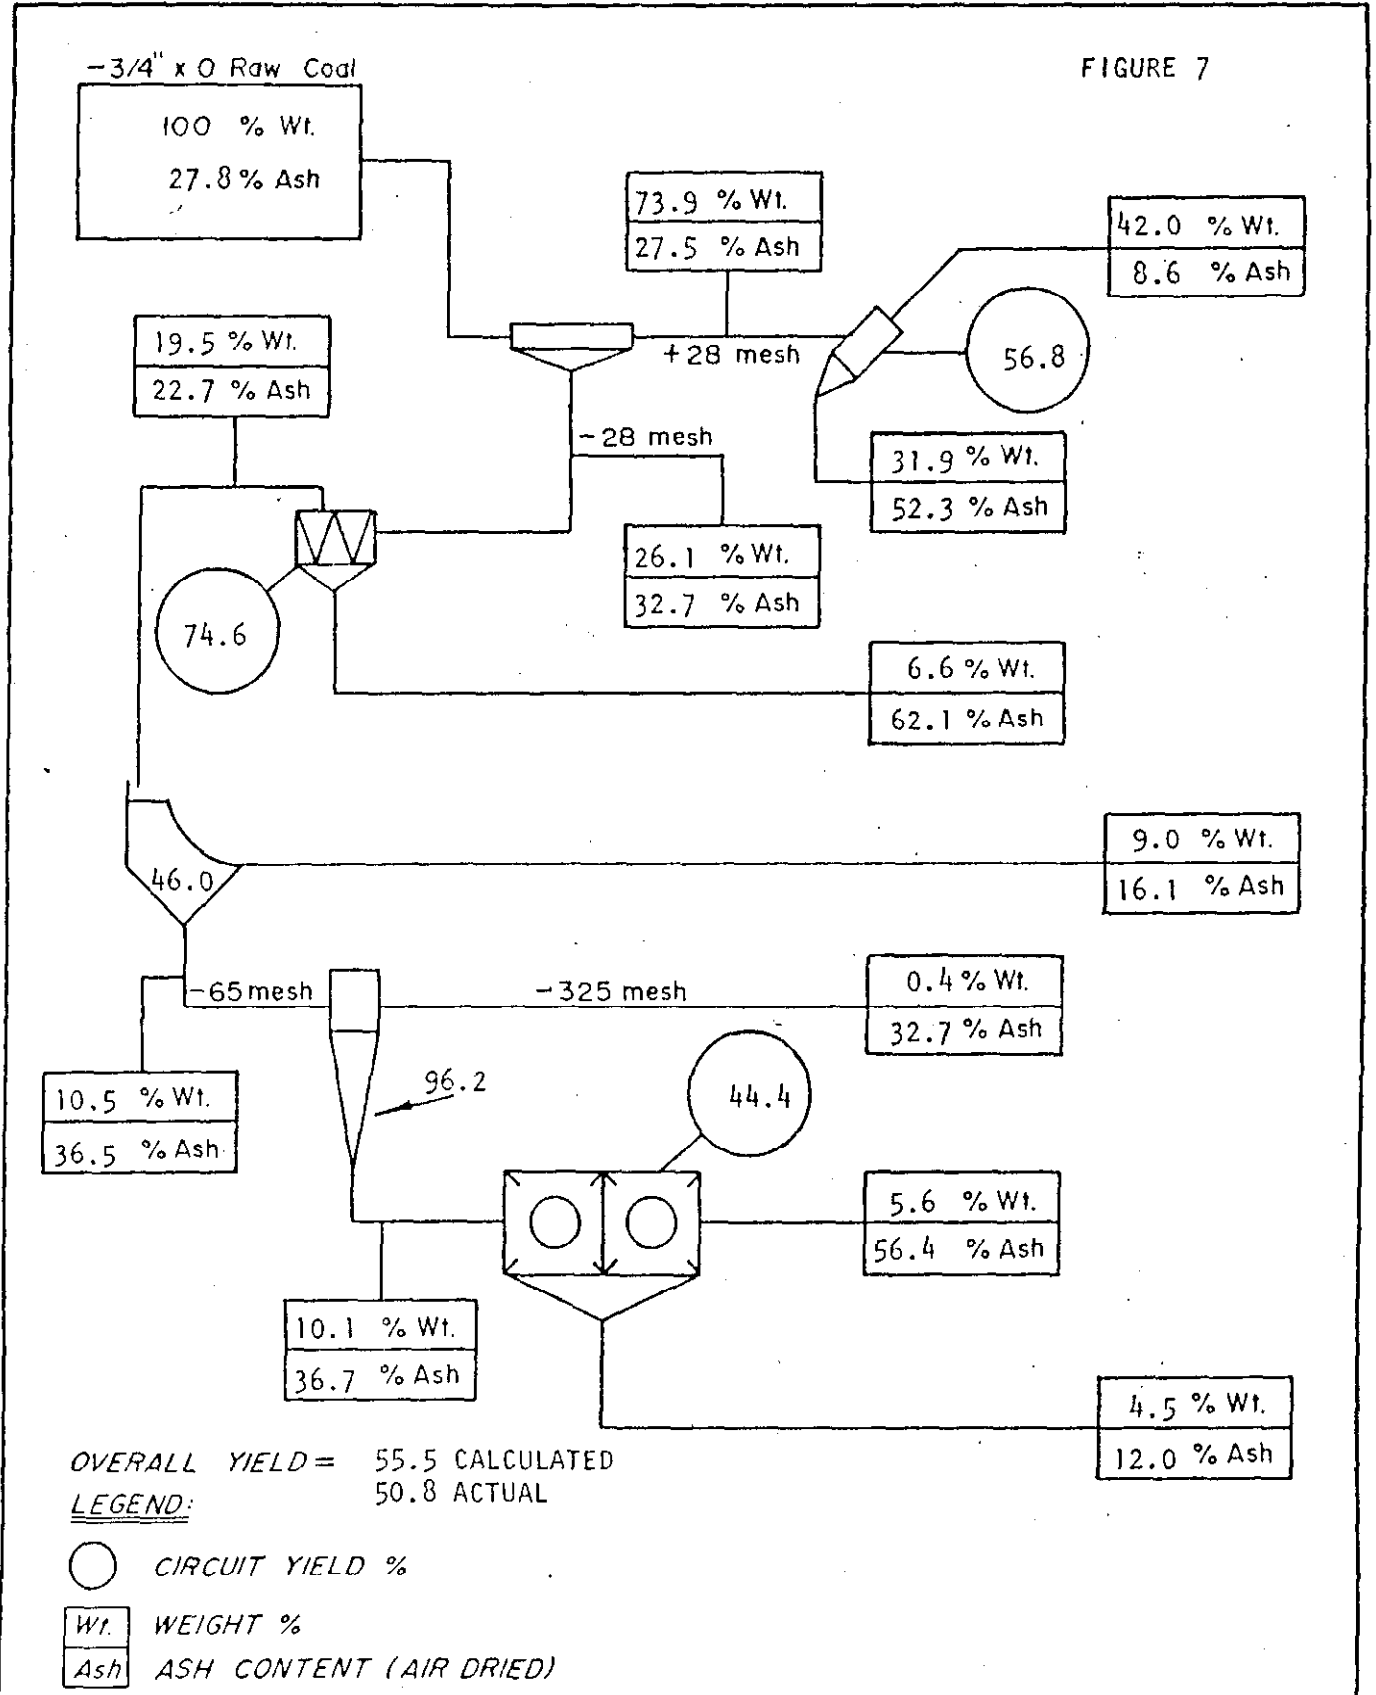 FIGURE 7
-3/4" x 0 Raw Coal
100 % Wt.
27.8 % Ash
73.9 % Wt.
27.5 % Ash
42.0 % Wt.
8.6 % Ash
19.5 % Wt.
22.7 % Ash
+28 mesh
56.8
-28 mesh
31.9 % Wt.
52.3 % Ash
26.1 % Wt.
32.7 % Ash
74.6
6.6 % Wt.
62.1 % Ash
9.0 % Wt.
16.1 % Ash
46.0
-65 mesh
-325 mesh
0.4 % Wt.
32.7 % Ash
96.2
44.4
10.5 % Wt.
36.5 % Ash
5.6 % Wt.
56.4 % Ash
10.1 % Wt.
36.7 % Ash
4.5 % Wt.
12.0 % Ash
OVERALL YIELD = 55.5 CALCULATED
50.8 ACTUAL
LEGEND:
CIRCUIT YIELD %
Wt. WEIGHT %
Ash ASH CONTENT (AIR DRIED)